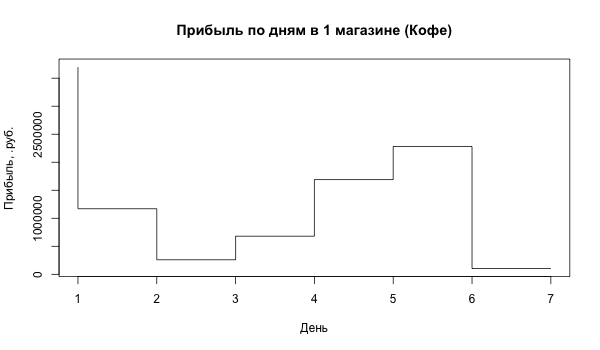 Прибыль по дням в 1 магазине (Кофе)
Прибыль, .руб.
2500000
1000000
0
1 2 3 4 5 6 7
День